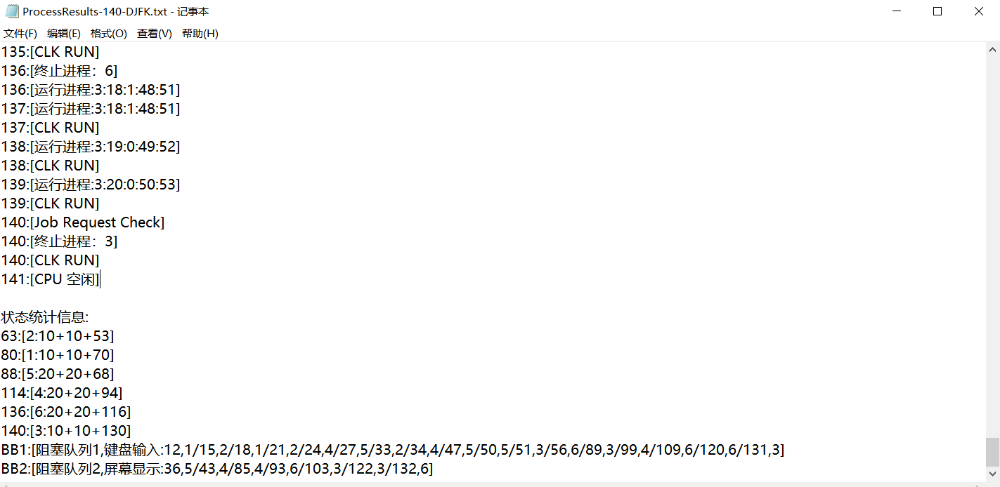 ProcessResults-140-DJFK.txt - 记事本
文件(F) 编辑(E) 格式(O) 查看(V) 帮助(H)
135:[CLK RUN]
136:[终止进程：6]
136:[运行进程:3:18:1:48:51]
137:[运行进程:3:18:1:48:51]
137:[CLK RUN]
138:[运行进程:3:19:0:49:52]
138:[CLK RUN]
139:[运行进程:3:20:0:50:53]
139:[CLK RUN]
140:[Job Request Check]
140:[终止进程：3]
140:[CLK RUN]
141:[CPU 空闲]
状态统计信息:
63:[2:10+10+53]
80:[1:10+10+70]
88:[5:20+20+68]
114:[4:20+20+94]
136:[6:20+20+116]
140:[3:10+10+130]
BB1:[阻塞队列1,键盘输入:12,1/15,2/18,1/21,2/24,4/27,5/33,2/34,4/47,5/50,5/51,3/56,6/89,3/99,4/109,6/120,6/131,3]
BB2:[阻塞队列2,屏幕显示:36,5/43,4/85,4/93,6/103,3/122,3/132,6]